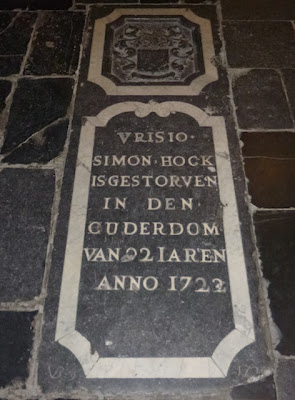 VRISIO·
SIMON·HOCK
IS GESTORVEN
IN DEN
OUDERDOM
VAN 92 IAREN
ANNO 1722